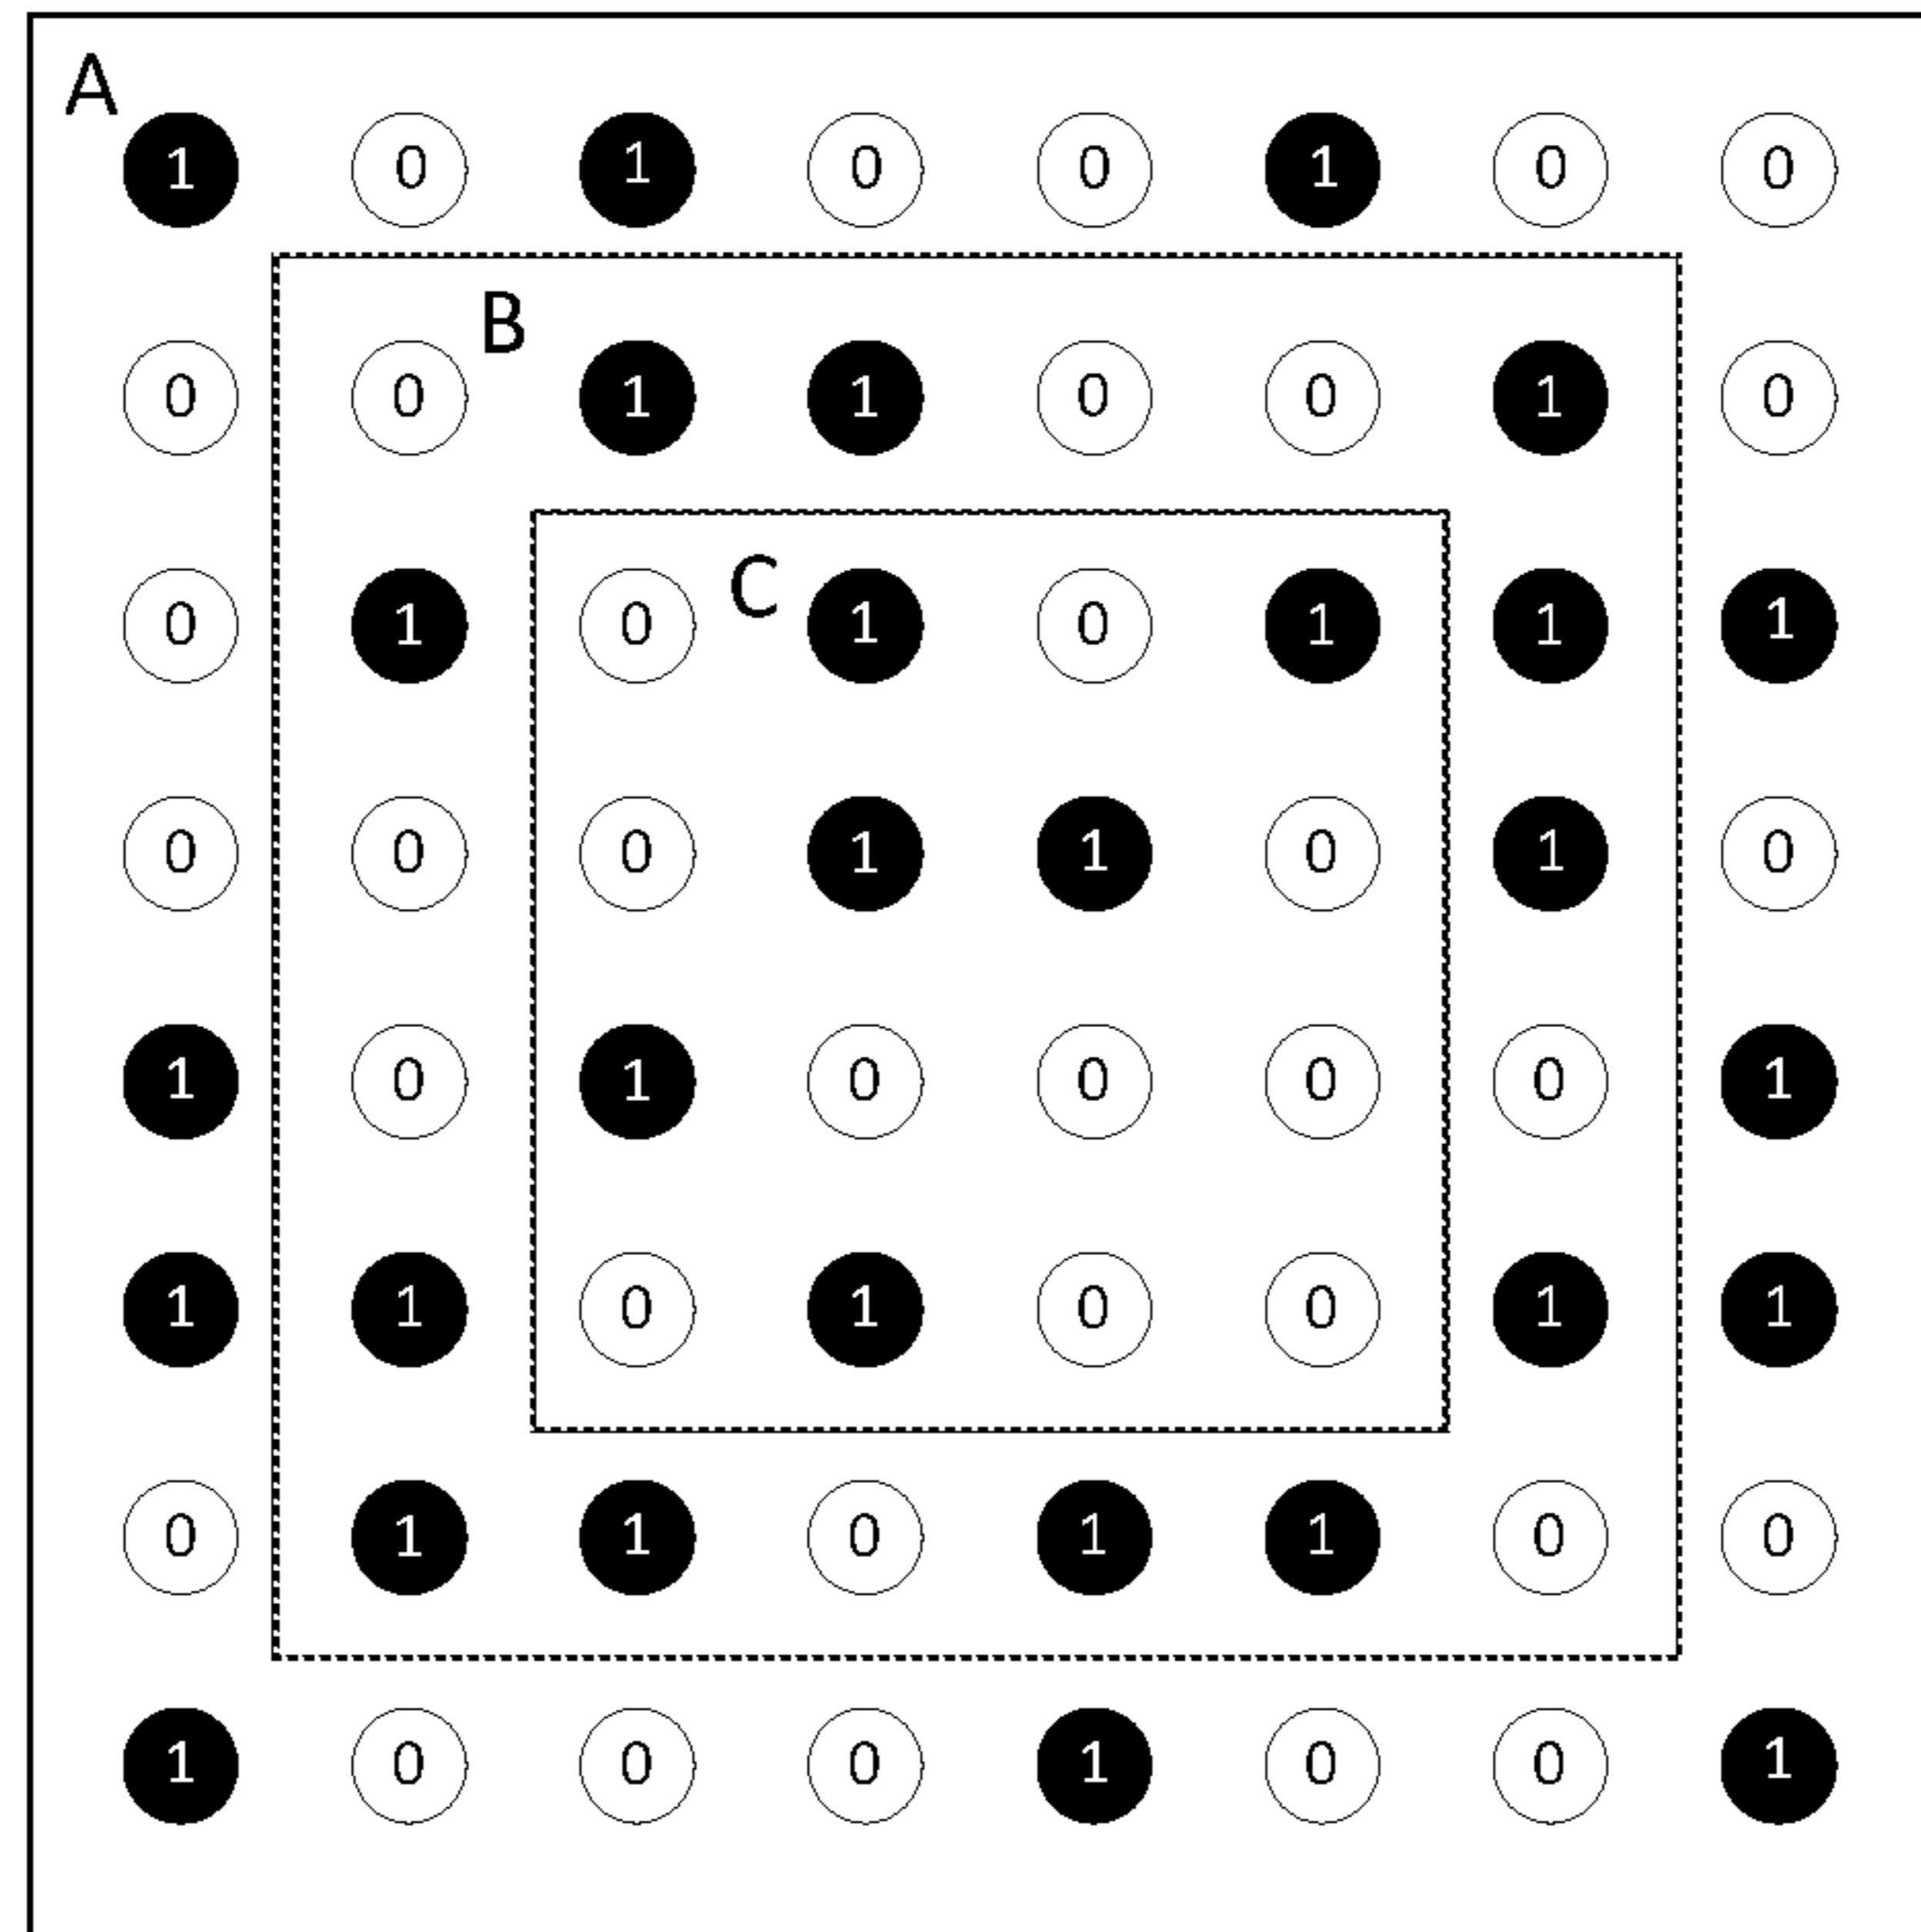 A
1 0 1 0 0 1 0 0
B
0 0 1 1 0 0 1 0
C
0 1 0 1 0 1 1 1
0 0 0 1 1 0 1 0
1 0 1 0 0 0 0 1
1 1 0 1 0 0 1 1
0 1 1 0 1 1 0 0
1 0 0 0 1 0 0 1